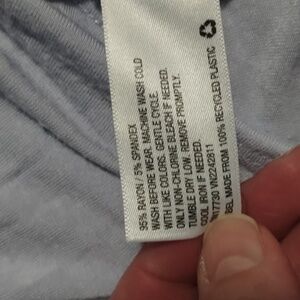 95% RAYON / 5% SPANDEX
WASH BEFORE WEAR. MACHINE WASH COLD
WITH LIKE COLORS. GENTLE CYCLE.
ONLY NON-CHLORINE BLEACH IF NEEDED.
TUMBLE DRY LOW. REMOVE PROMPTLY.
COOL IRON IF NEEDED.
VN2242811
MADE FROM 100% RECYCLED PLASTIC